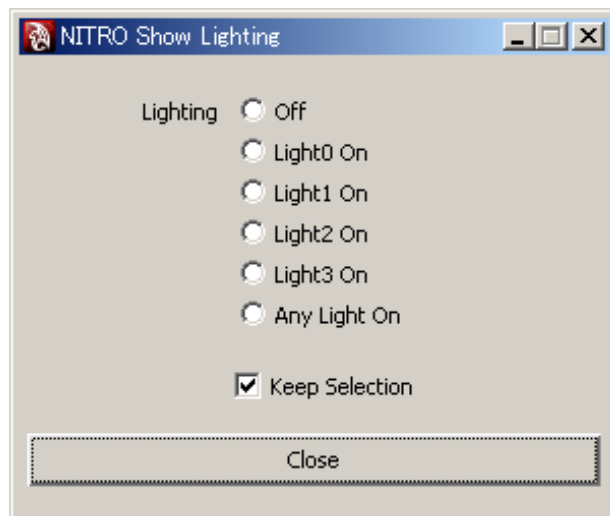 NITRO Show Lighting
Lighting Off
Light0 On
Light1 On
Light2 On
Light3 On
Any Light On
Keep Selection
Close